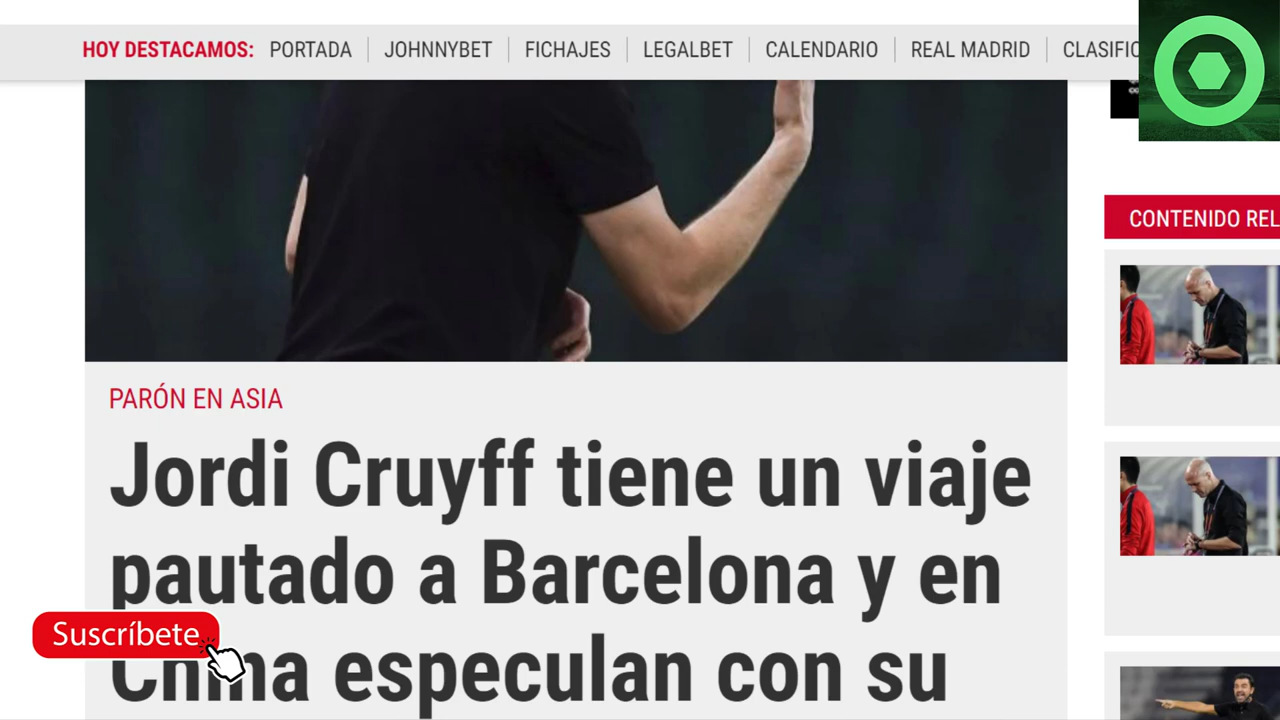 HOY DESTACAMOS: PORTADA JOHNNYBET FICHAJES LEGALBET CALENDARIO REAL MADRID
CONTENIDO
PARÓN EN ASIA
Jordi Cruyff tiene un viaje
pautado a Barcelona y en
Suscríbete
China especulan con su